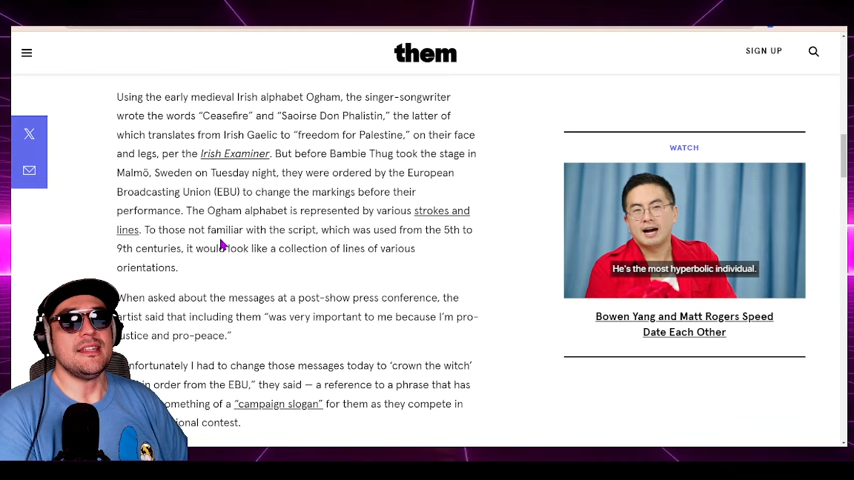 them
SIGN UP
Using the early medieval Irish alphabet Ogham, the singer-songwriter
wrote the words “Ceasefire” and “Saoirse Don Phalistin,” the latter of
which translates from Irish Gaelic to “freedom for Palestine,” on their face
and legs, per the Irish Examiner. But before Bambie Thug took the stage in
Malmö, Sweden on Tuesday night, they were ordered by the European
Broadcasting Union (EBU) to change the markings before their
performance. The Ogham alphabet is represented by various strokes and
lines. To those not familiar with the script, which was used from the 5th to
9th centuries, it would look like a collection of lines of various
orientations.
When asked about the messages at a post-show press conference, the
artist said that including them “was very important to me because I’m pro-
justice and pro-peace.”
Unfortunately I had to change those messages today to ‘crown the witch’
in order from the EBU,” they said — a reference to a phrase that has
something of a “campaign slogan” for them as they compete in
contest.
WATCH
He's the most hyperbolic individual.
Bowen Yang and Matt Rogers Speed
Date Each Other